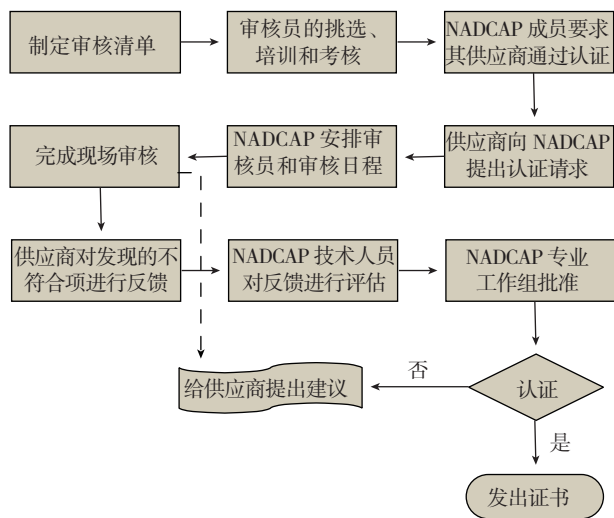 制定审核清单
审核员的挑选、
培训和考核
NADCAP 成员要求
其供应商通过认证
完成现场审核
NADCAP 安排审
核员和审核日程
供应商向 NADCAP
提出认证请求
供应商对发现的不
符合项进行反馈
NADCAP 技术人员
对反馈进行评估
NADCAP 专业
工作组批准
给供应商提出建议
否
认证
是
发出证书